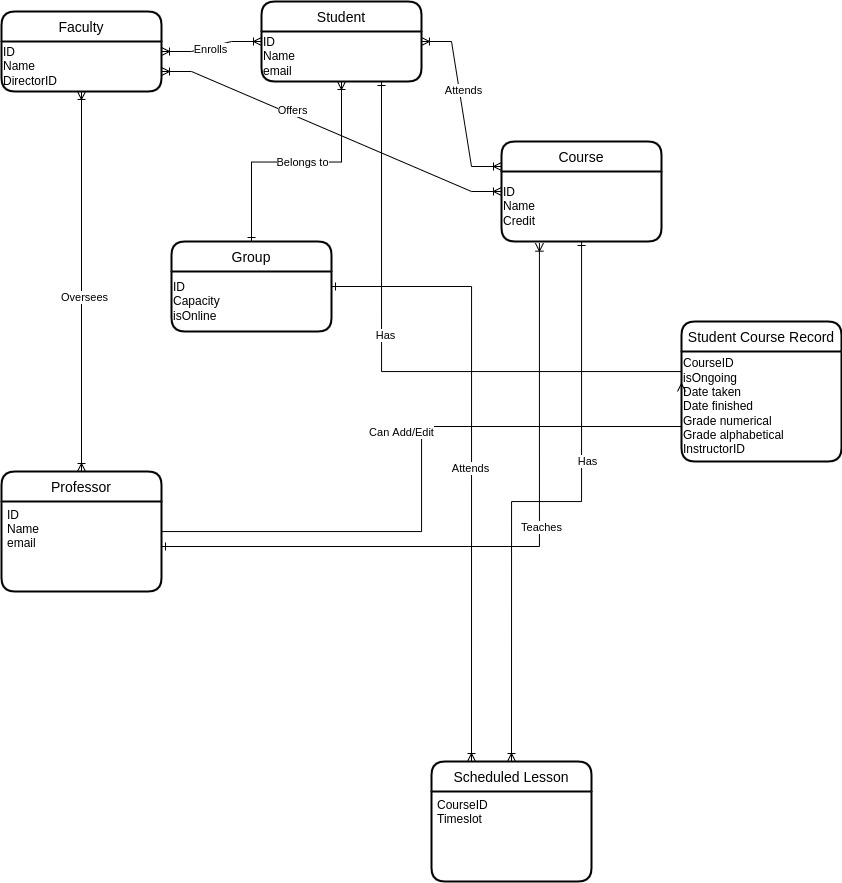 Faculty
ID
Name
DirectorID
Enrolls
Student
ID
Name
email
Attends
Offers
Belongs to
Course
ID
Name
Credit
Group
ID
Capacity
isOnline
Oversees
Has
Student Course Record
CourseID
isOngoing
Date taken
Date finished
Grade numerical
Grade alphabetical
InstructorID
Can Add/Edit
Attends
Has
Professor
ID
Name
email
Teaches
Scheduled Lesson
CourseID
Timeslot